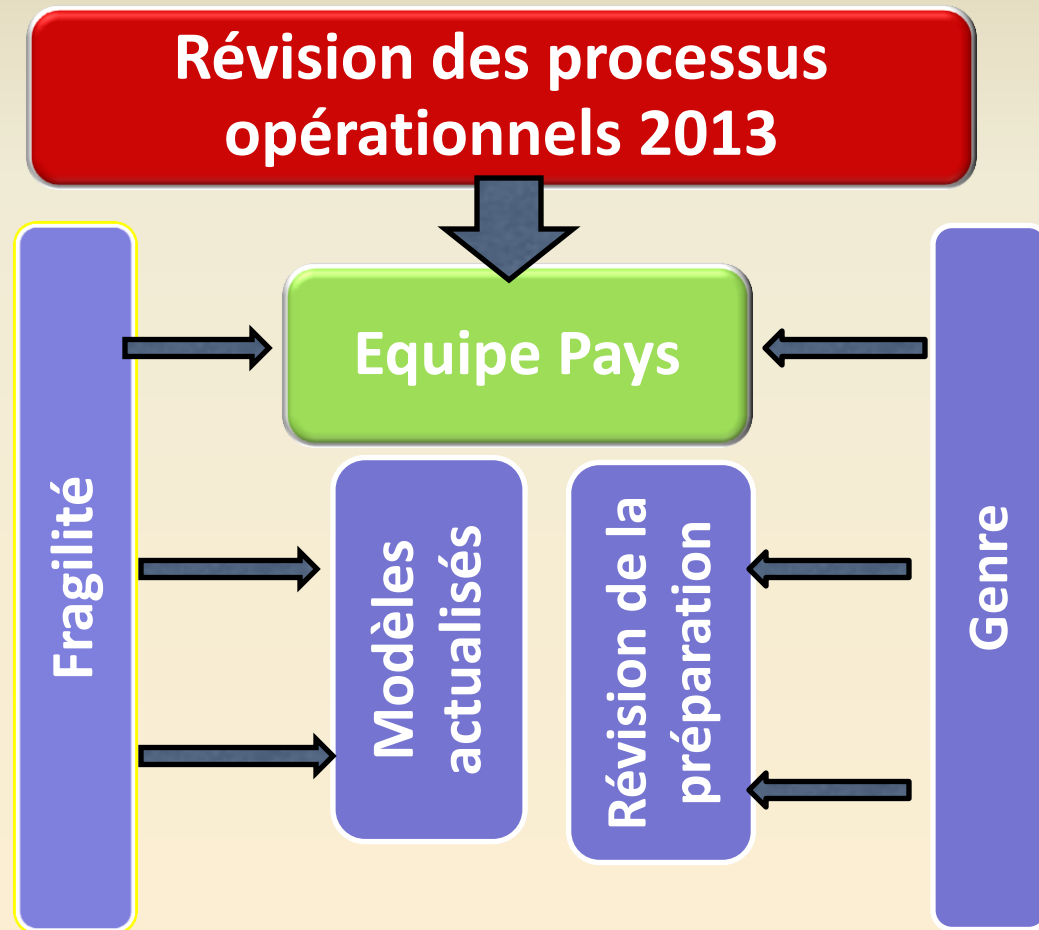 Révision des processus
opérationnels 2013
Equipe Pays
Fragilité
Modèles
actualisés
Révision de la
préparation
Genre